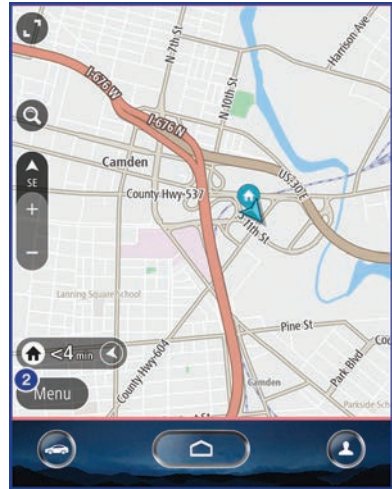 N-7th St
Harrison-Ave
N-10th St
I-676 W
I-676 N
Camden
SE
US-30 E
County Hwy-537
S-11th St
+
−
Lanning Square School
Pine St
<4 min
County Hwy-604
Camden
Park Blvd
2
Menu
Parkside Sch